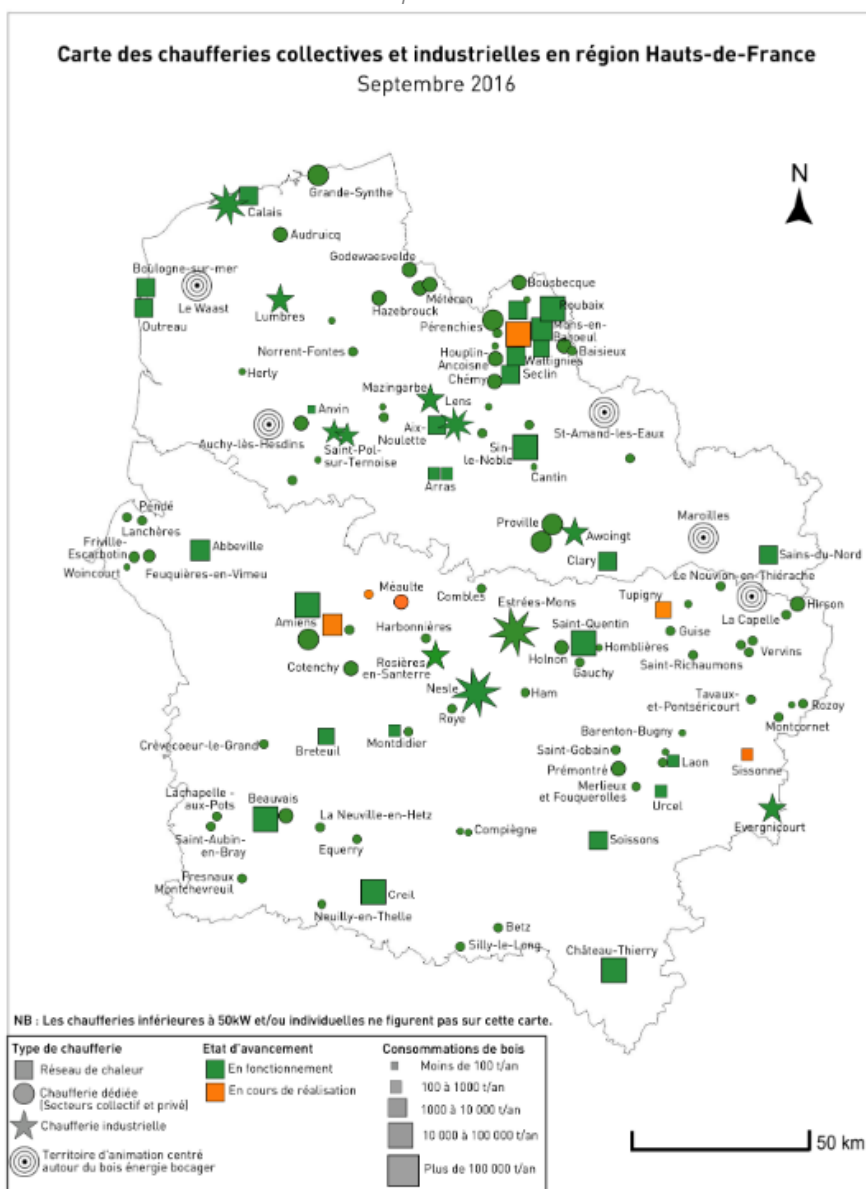 Carte des chaufferies collectives et industrielles en région Hauts-de-France
Septembre 2016
N
Grande-Synthe
Calais
Audruicq
Godewaesvelde
Boulogne-sur-mer
Bousbecque
Le Waast
Météren
Roubaix
Hazebrouck
Lumbres
Outreau
Pérenchies
Mons-en-
Baroeul
Norrent-Fontes
Houplin-
Ancoisne
Wattignies
Baisieux
Herly
Chémy
Seclin
Mazingarbe
Lens
Anvin
Aix-
Noulette
St-Amand-les-Eaux
Auchy-lès-Hesdins
Saint-Pol-
sur-Ternoise
Sin-
le-Noble
Cantin
Arras
Pendé
Lanchères
Proville
Awoingt
Maroilles
Friville-
Escarbotin
Abbeville
Clary
Sains-du-Nord
Woincourt
Feuquières-en-Vimeu
Le Nouvion-en-Thiérache
Méaulte
Combles
Tupigny
Estrées-Mons
Hirson
Amiens
Saint-Quentin
La Capelle
Harbonnières
Guise
Homblières
Cotenchy
Rosières
en-Santerre
Holnon
Vervins
Gauchy
Saint-Richaumons
Nesle
Ham
Tavaux-
et-Pontséricourt
Rozoy
Roye
Montcornet
Barenton-Bugny
Crèvecoeur-le-Grand
Breteuil
Montdidier
Saint-Gobain
Laon
Sissonne
Prémontré
Merlieux
et Fouquerolles
Urcel
Lachapelle -
aux-Pots
Beauvais
La Neuville-en-Hetz
Evergnicourt
Saint-Aubin-
en-Bray
Compiègne
Soissons
Equerry
Fresnaux
Montchevreuil
Creil
Neuilly-en-Thelle
Betz
Silly-le-Long
Château-Thierry
NB : Les chaufferies inférieures à 50kW et/ou individuelles ne figurent pas sur cette carte.
Type de chaufferie
Réseau de chaleur
Chaufferie dédiée
(Secteurs collectif et privé)
Chaufferie industrielle
Territoire d'animation centré
autour du bois énergie bocager
Etat d'avancement
En fonctionnement
En cours de réalisation
Consommations de bois
Moins de 100 t/an
100 à 1000 t/an
1000 à 10 000 t/an
10 000 à 100 000 t/an
Plus de 100 000 t/an
50 km